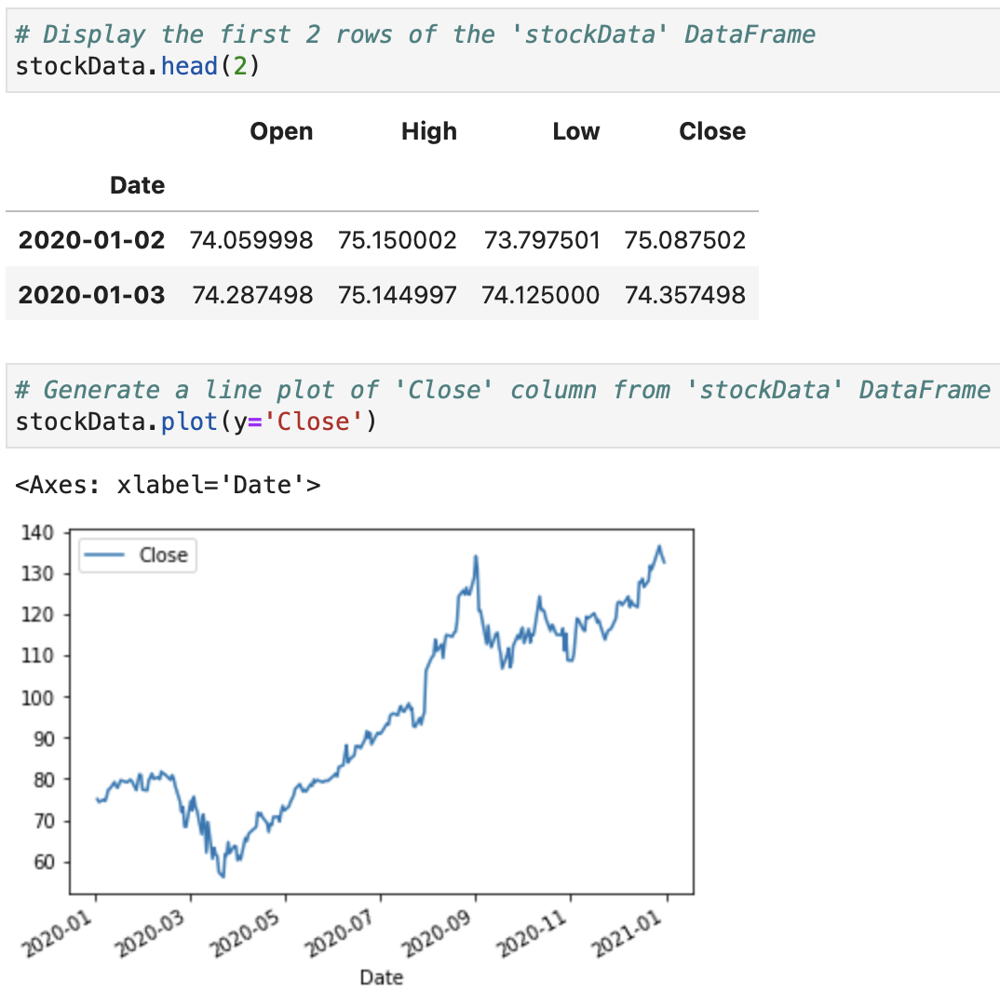 # Display the first 2 rows of the 'stockData' DataFrame
stockData.head(2)
Open High Low Close
Date
2020-01-02 74.059998 75.150002 73.797501 75.087502
2020-01-03 74.287498 75.144997 74.125000 74.357498
# Generate a line plot of 'Close' column from 'stockData' DataFrame
stockData.plot(y='Close')
<Axes: xlabel='Date'>
140
Close
130
120
110
100
90
80
70
60
2020-01 2020-03 2020-05 2020-07 2020-09 2020-11 2021-01
Date